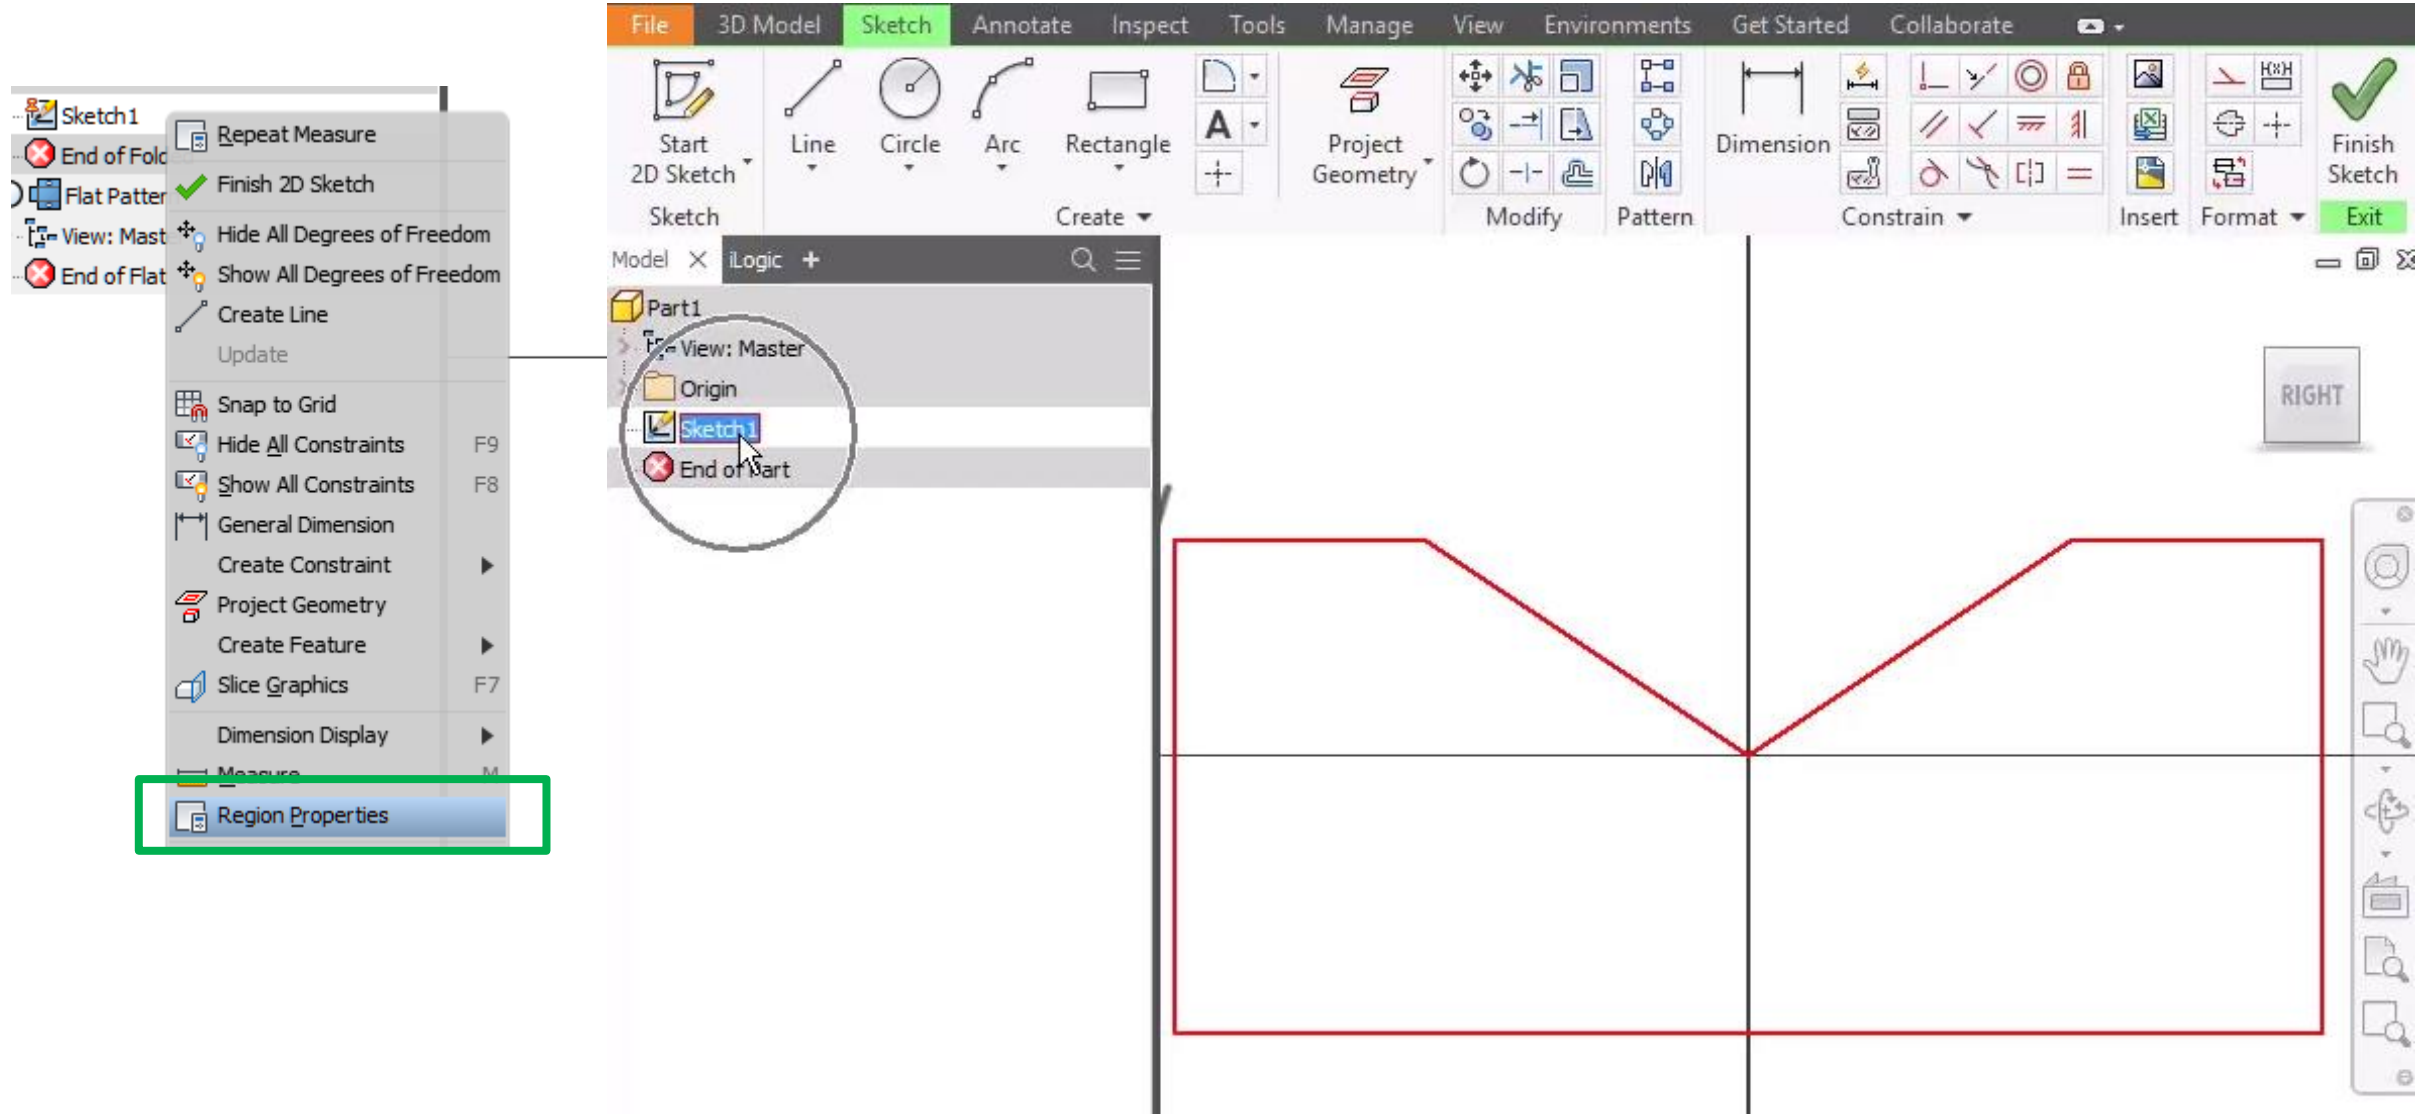 File 3D Model Sketch Annotate Inspect Tools Manage View Environments Get Started Collaborate
Start
2D Sketch
Line
Circle
Arc
Rectangle
A
Project
Geometry
Dimension
Finish
Sketch
Sketch
Create
Modify
Pattern
Constrain
Insert
Format
Exit
Model
iLogic
Part1
View: Master
Origin
Sketch1
End of Part
RIGHT
Sketch1
End of Fold
Flat Patter
View: Mast
End of Flat
Repeat Measure
Finish 2D Sketch
Hide All Degrees of Freedom
Show All Degrees of Freedom
Create Line
Update
Snap to Grid
Hide All Constraints F9
Show All Constraints F8
General Dimension
Create Constraint
Project Geometry
Create Feature
Slice Graphics F7
Dimension Display
Measure M
Region Properties